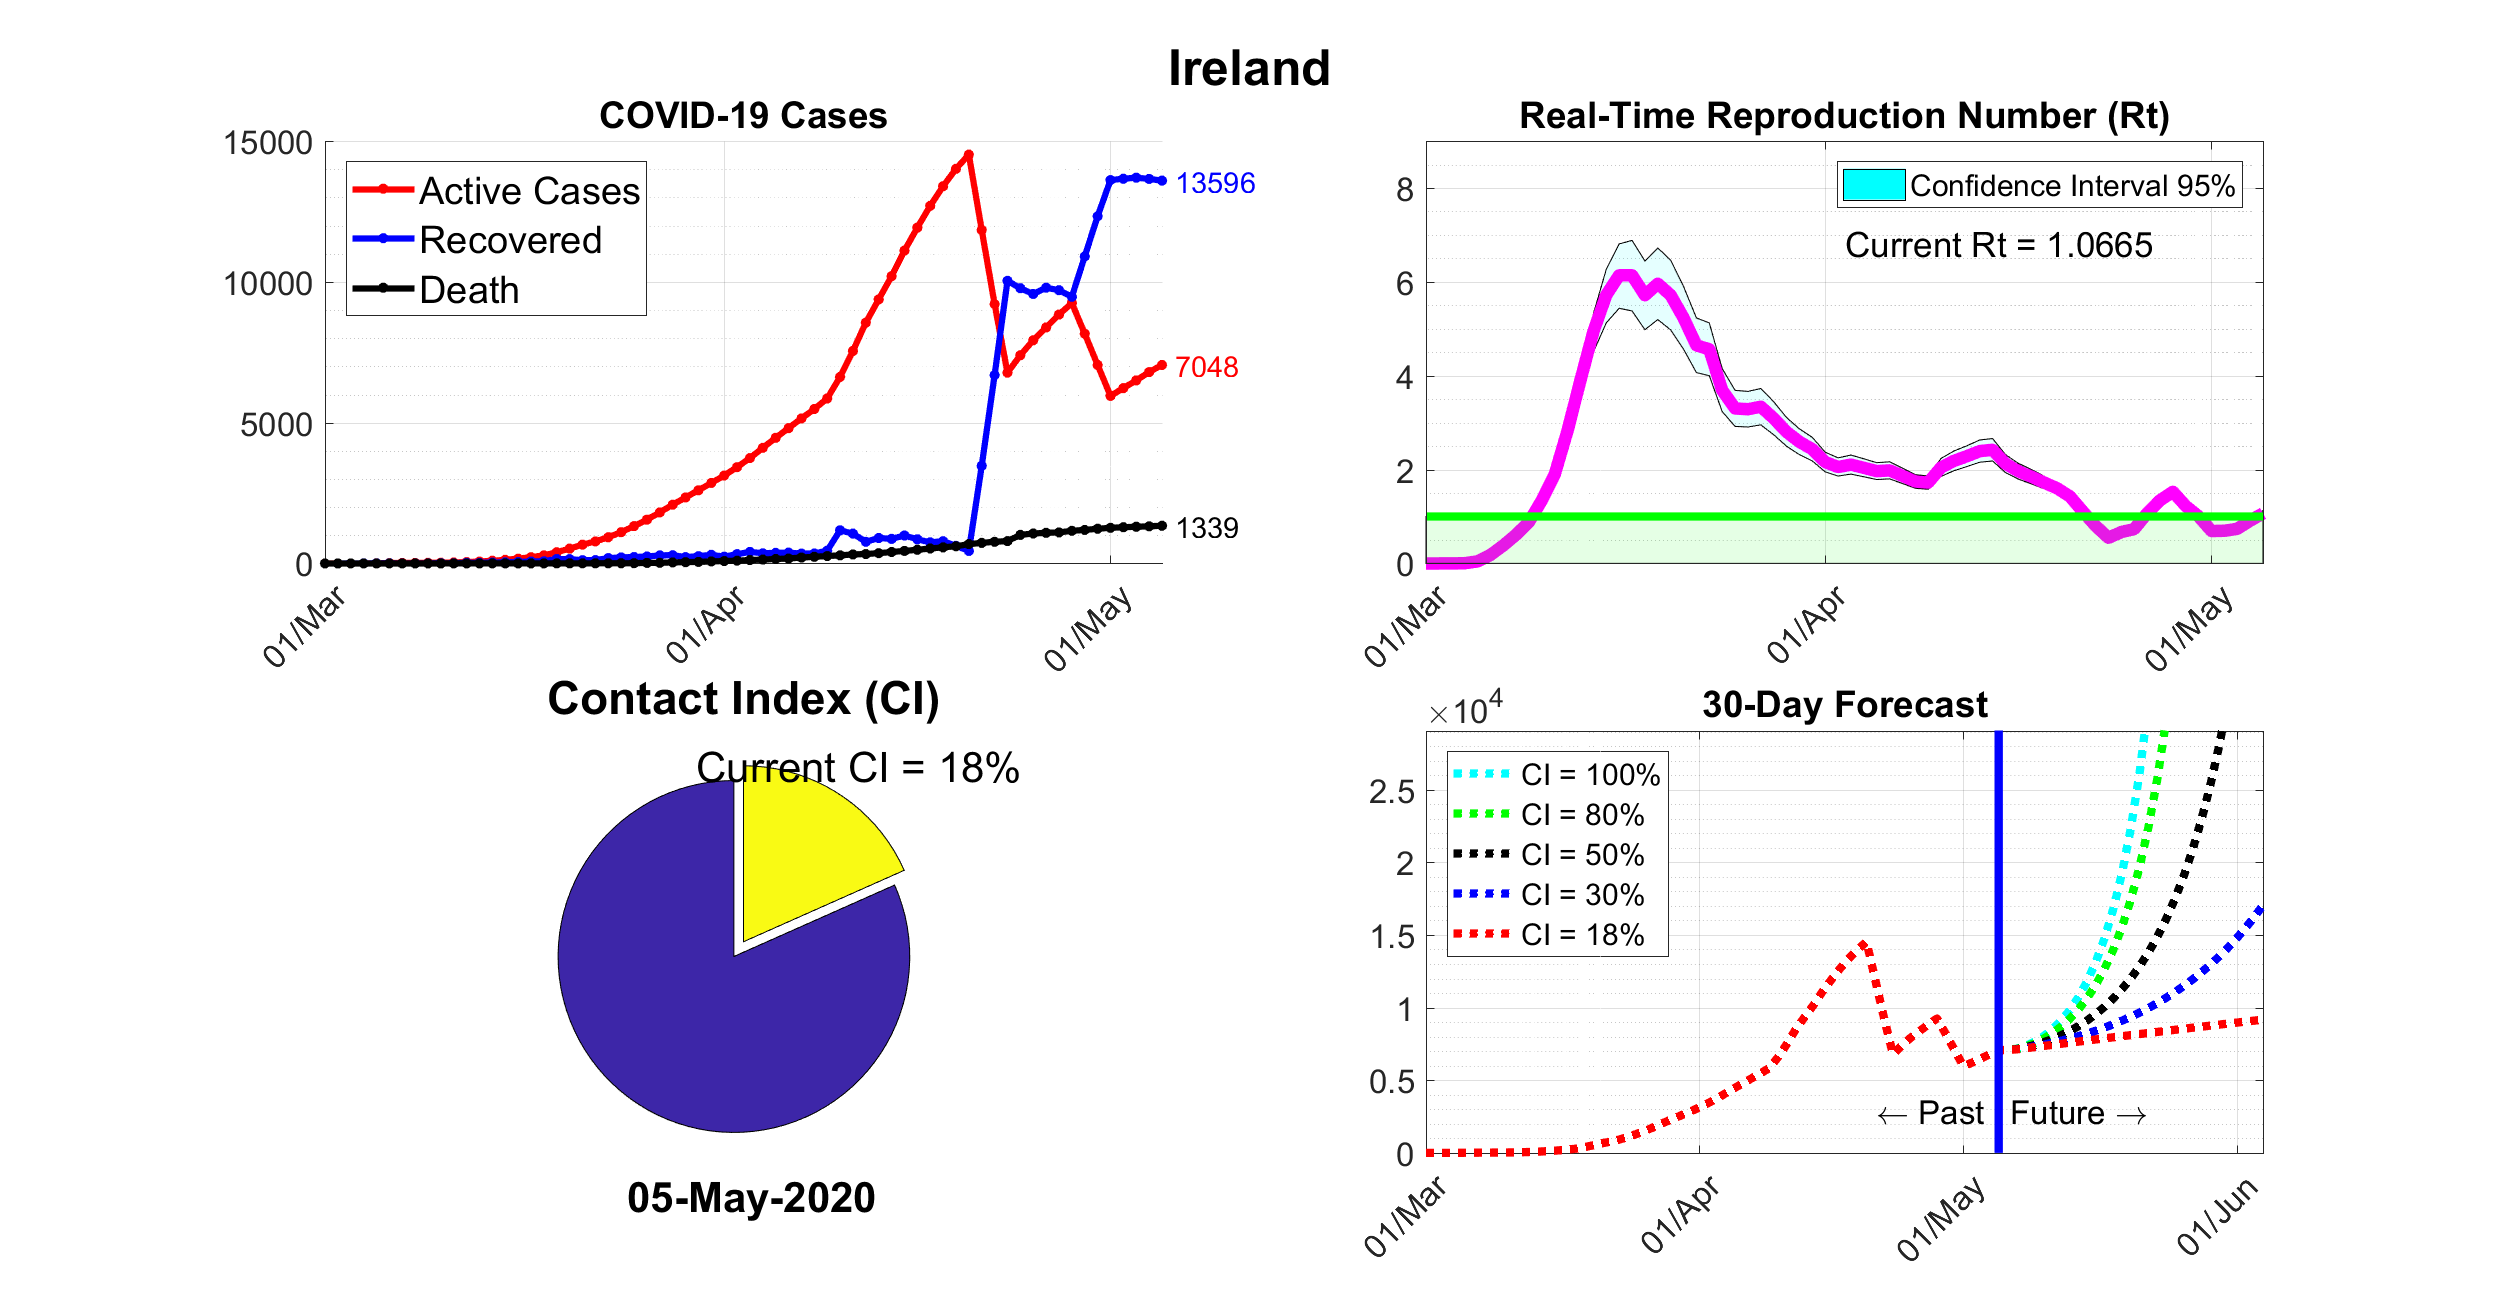 Ireland
COVID-19 Cases
15000
10000
5000
0
Active Cases
Recovered
Death
13596
7048
1339
01/Mar
01/Apr
01/May
Real-Time Reproduction Number (Rt)
8
6
4
2
0
Confidence Interval 95%
Current Rt = 1.0665
01/Mar
01/Apr
01/May
Contact Index (CI)
Current CI = 18%
05-May-2020
30-Day Forecast
×10⁴
2.5
2
1.5
1
0.5
0
CI = 100%
CI = 80%
CI = 50%
CI = 30%
CI = 18%
← Past
Future →
01/Mar
01/Apr
01/May
01/Jun